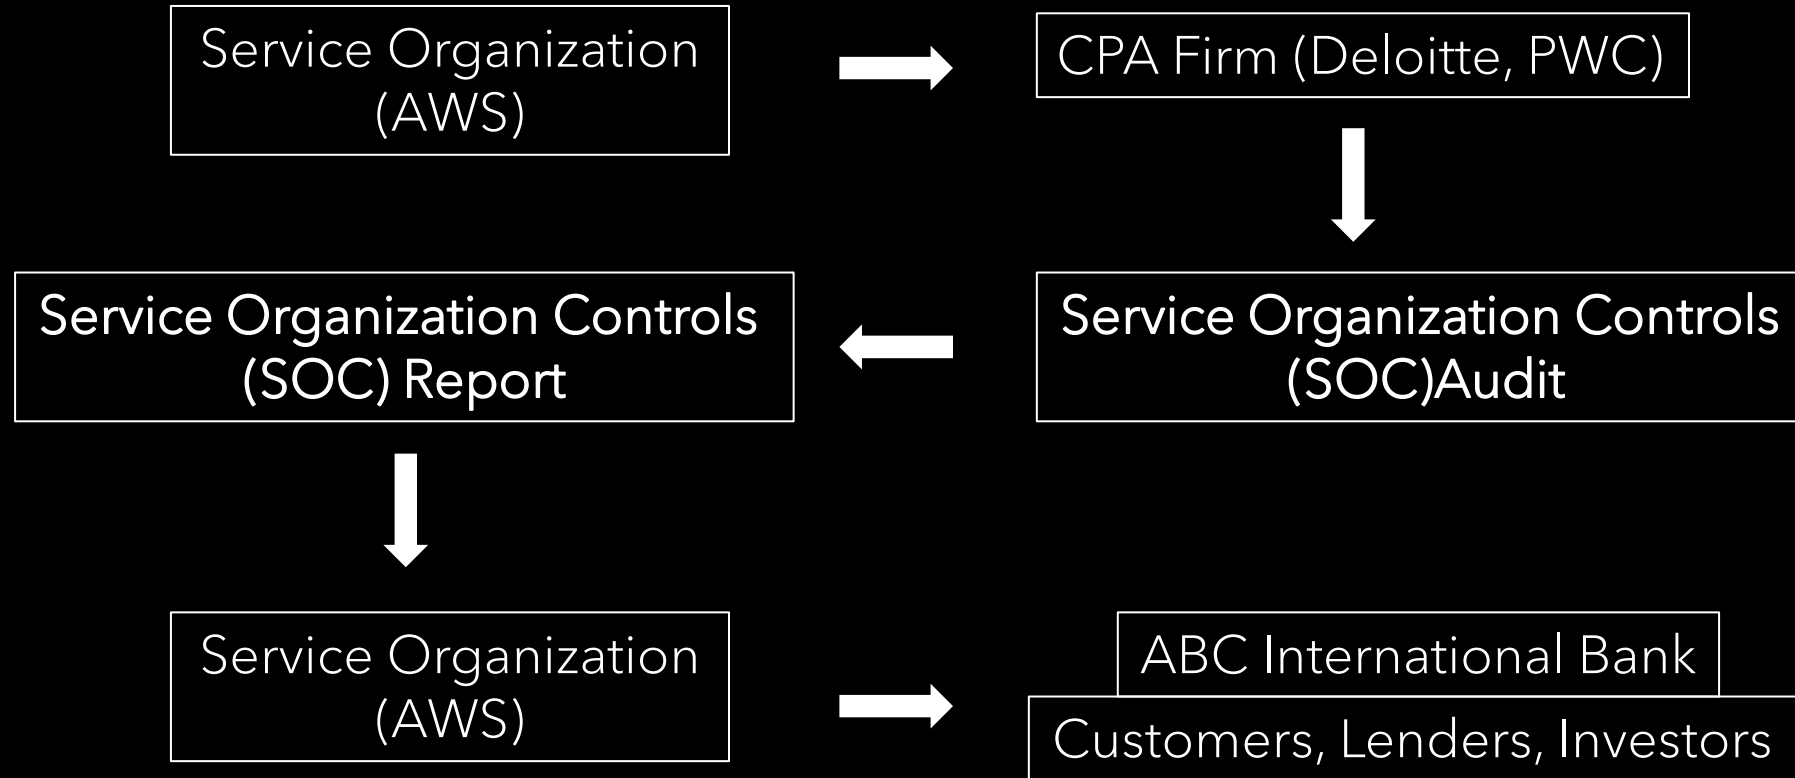 Service Organization
(AWS)
CPA Firm (Deloitte, PWC)
Service Organization Controls
(SOC) Report
Service Organization Controls
(SOC)Audit
Service Organization
(AWS)
ABC International Bank
Customers, Lenders, Investors